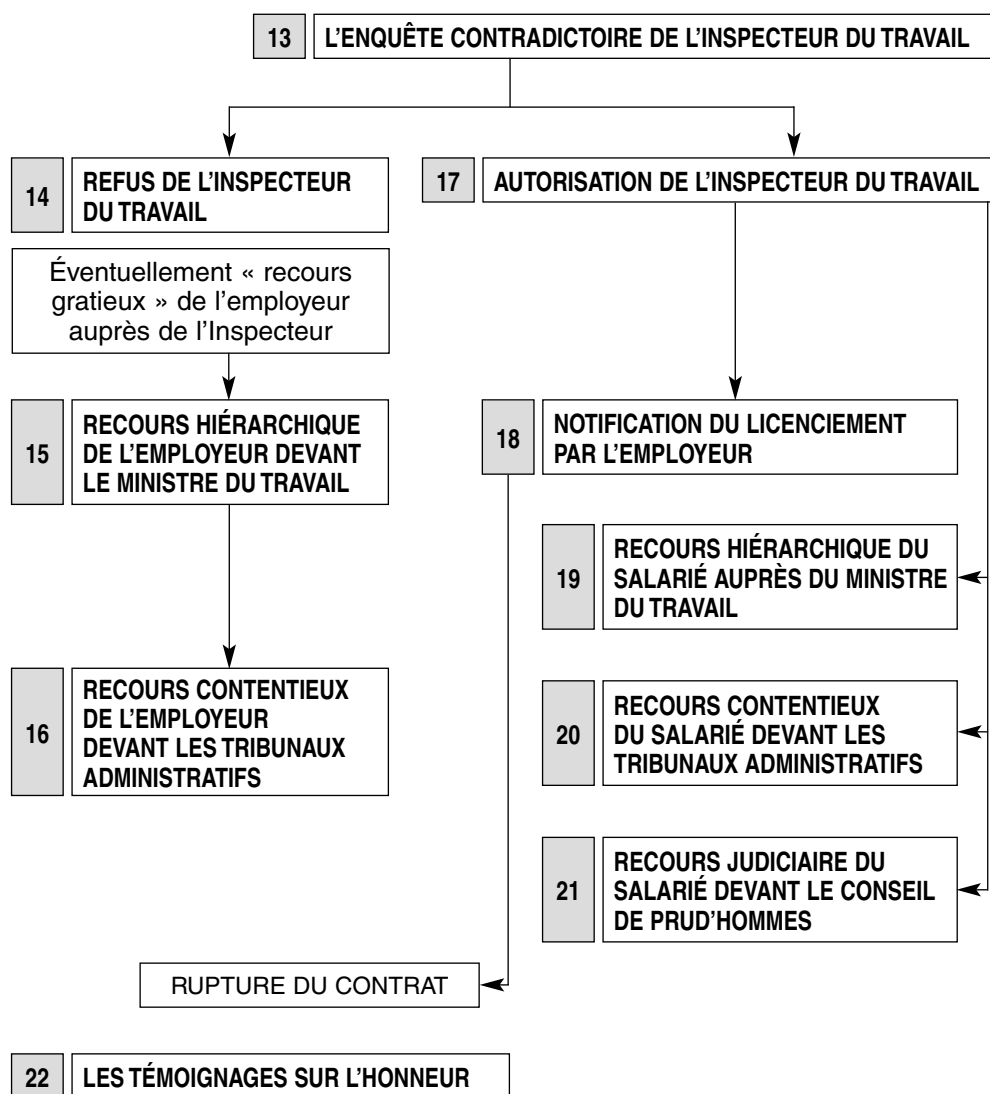 13 L'ENQUÊTE CONTRADICTOIRE DE L'INSPECTEUR DU TRAVAIL
14 REFUS DE L'INSPECTEUR
DU TRAVAIL
Éventuellement « recours
gratieux » de l'employeur
auprès de l'Inspecteur
15 RECOURS HIÉRARCHIQUE
DE L'EMPLOYEUR DEVANT
LE MINISTRE DU TRAVAIL
16 RECOURS CONTENTIEUX
DE L'EMPLOYEUR
DEVANT LES TRIBUNAUX
ADMINISTRATIFS
17 AUTORISATION DE L'INSPECTEUR DU TRAVAIL
18 NOTIFICATION DU LICENCIEMENT
PAR L'EMPLOYEUR
19 RECOURS HIÉRARCHIQUE DU
SALARIÉ AUPRÈS DU MINISTRE
DU TRAVAIL
20 RECOURS CONTENTIEUX
DU SALARIÉ DEVANT LES
TRIBUNAUX ADMINISTRATIFS
21 RECOURS JUDICIAIRE DU
SALARIÉ DEVANT LE CONSEIL
DE PRUD'HOMMES
RUPTURE DU CONTRAT
22 LES TÉMOIGNAGES SUR L'HONNEUR